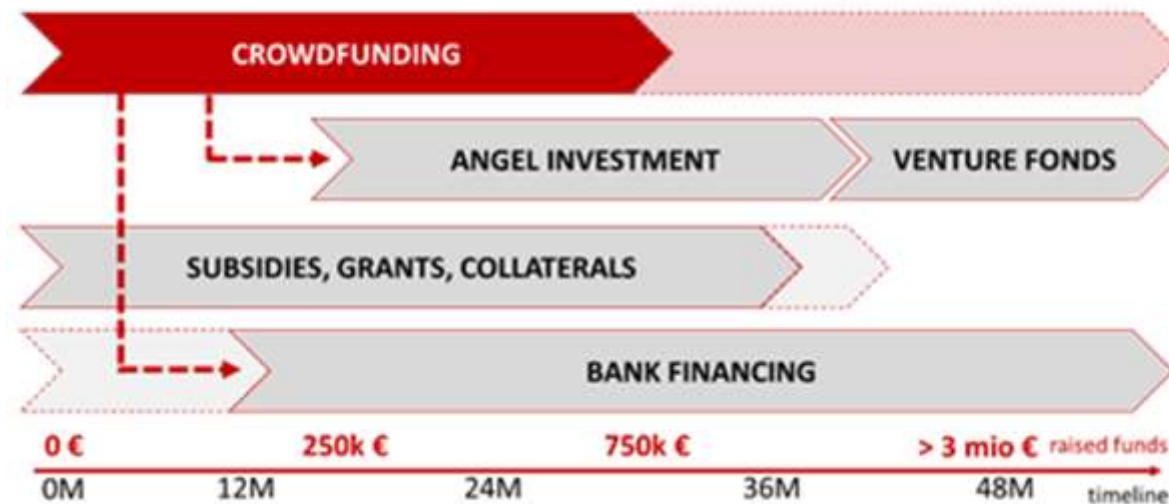 CROWDFUNDING
ANGEL INVESTMENT VENTURE FONDS
SUBSIDIES, GRANTS, COLLATERALS
BANK FINANCING
0 € 250k € 750k € > 3 mio € raised funds
0M 12M 24M 36M 48M timeline